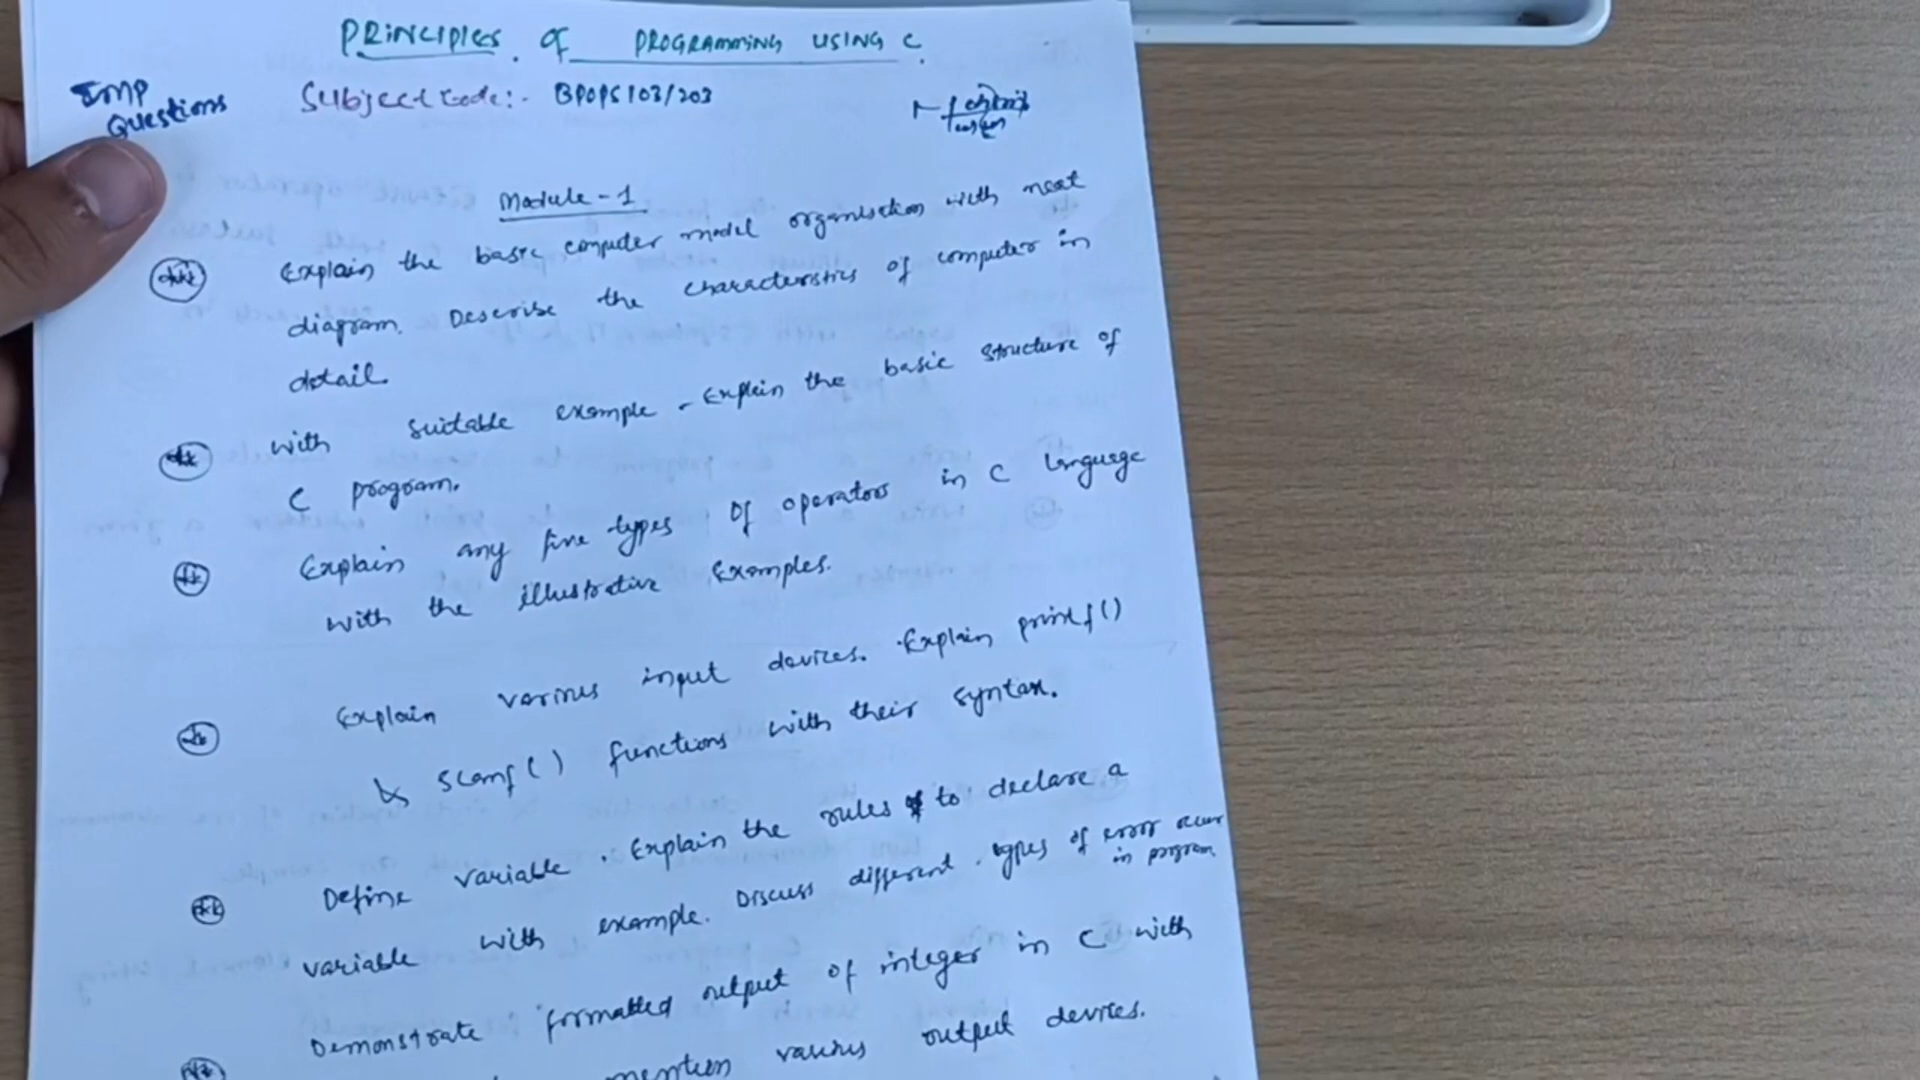 PRINCIPLES OF PROGRAMMING USING C.
Imp Questions
Subject Code:- BPOPS103/203
Module - 1
Explain the basic computer model organisation with neat
diagram. Describe the characteristics of computer in
detail.
With suitable example - Explain the basic structure of
C program.
Explain any five types of operators in C language
with the illustrative Examples.
Explain various input devices. Explain printf()
& scanf() functions with their syntax.
Define variable. Explain the rules to declare a
variable with example. Discuss different types of error occur
in program
Demonstrate formatted output of integer in C with
mention various output devices.